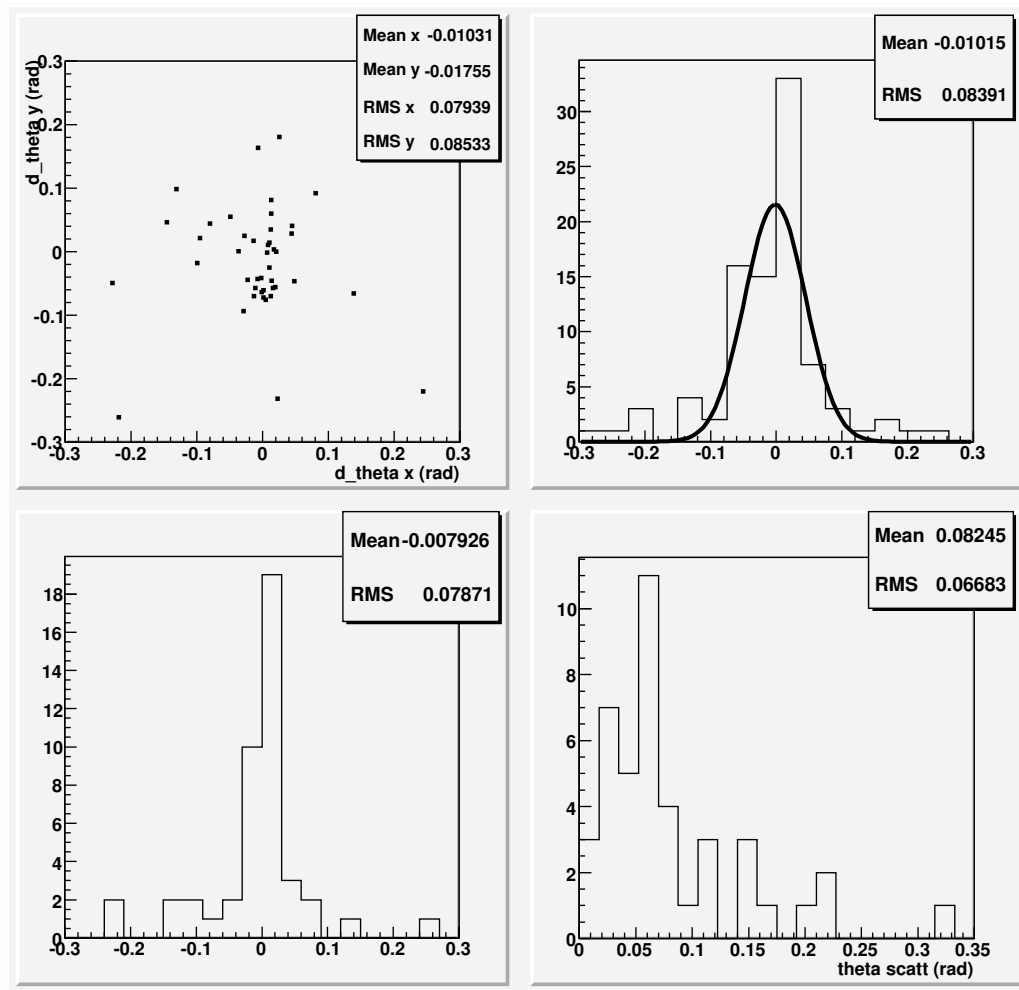 Mean x -0.01031
Mean y -0.01755
RMS x 0.07939
RMS y 0.08533
d_theta y (rad)
0.3
0.2
0.1
0
-0.1
-0.2
-0.3
-0.3 -0.2 -0.1 0 0.1 0.2 0.3
d_theta x (rad)
Mean -0.01015
RMS 0.08391
30
25
20
15
10
5
0
-0.3 -0.2 -0.1 0 0.1 0.2 0.3
Mean -0.007926
RMS 0.07871
18
16
14
12
10
8
6
4
2
0
-0.3 -0.2 -0.1 0 0.1 0.2 0.3
Mean 0.08245
RMS 0.06683
10
8
6
4
2
0
0 0.05 0.1 0.15 0.2 0.25 0.3 0.35
theta scatt (rad)